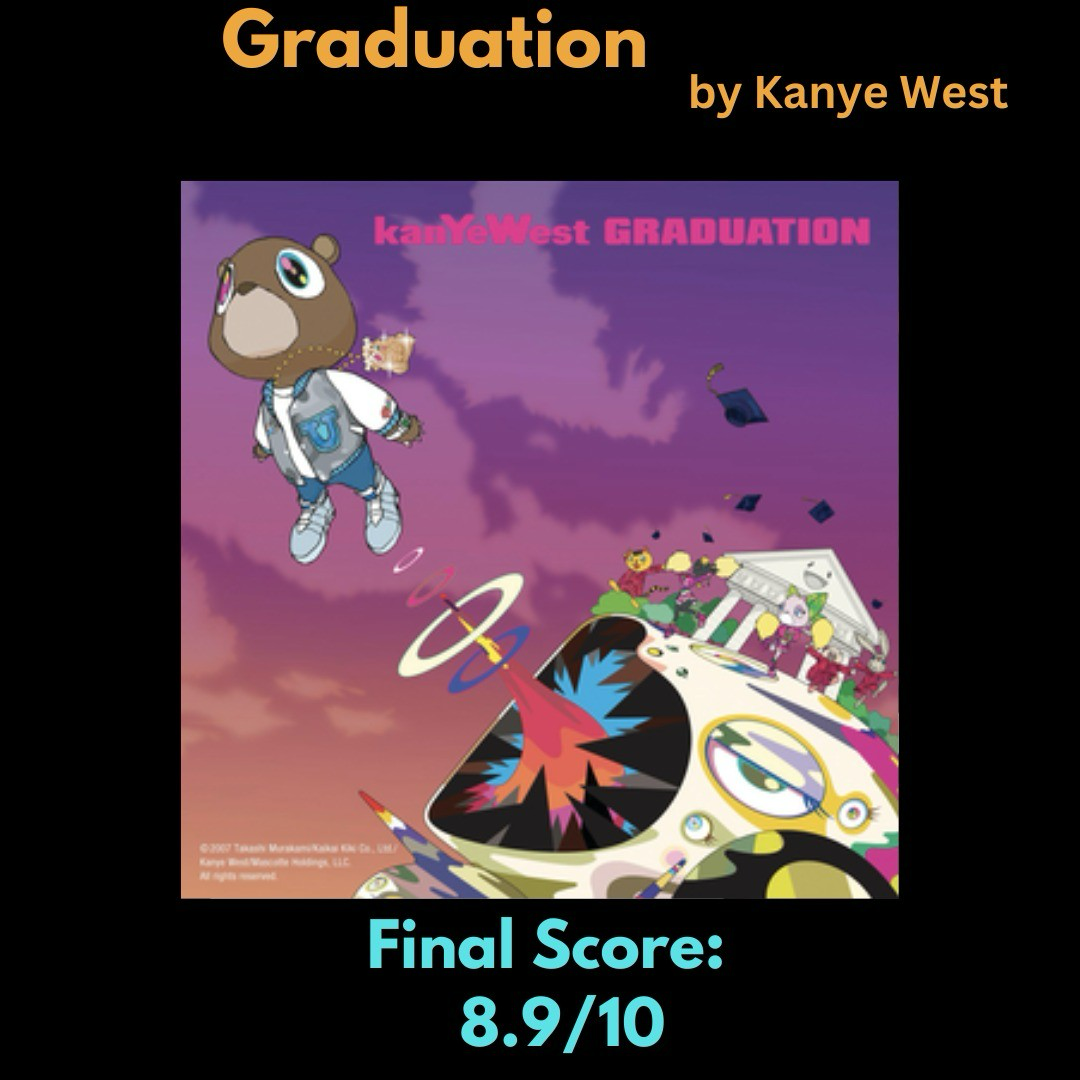 Graduation
by Kanye West
kanYeWest GRADUATION
©2007 Takashi Murakami/Kaikai Kiki Co., Ltd./
Kanye West/Mascotte Holdings, LLC.
All rights reserved.
Final Score:
8.9/10